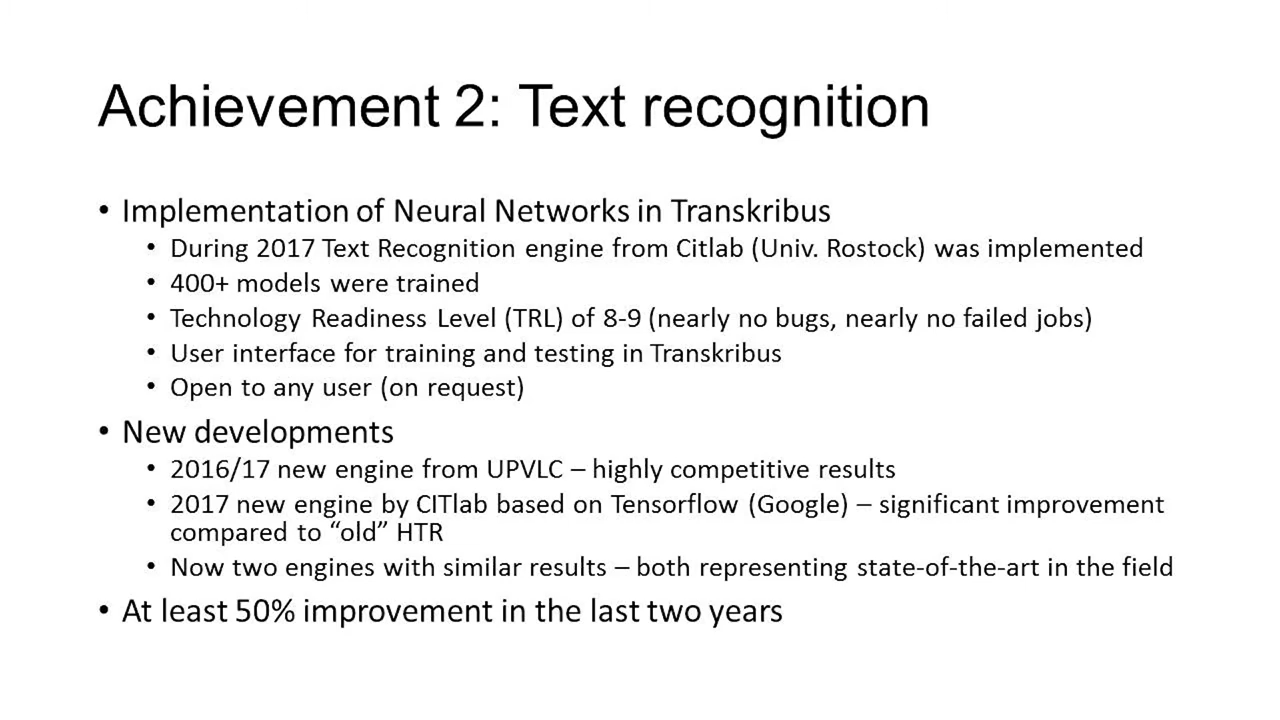 Achievement 2: Text recognition
• Implementation of Neural Networks in Transkribus
• During 2017 Text Recognition engine from Citlab (Univ. Rostock) was implemented
• 400+ models were trained
• Technology Readiness Level (TRL) of 8-9 (nearly no bugs, nearly no failed jobs)
• User interface for training and testing in Transkribus
• Open to any user (on request)
• New developments
• 2016/17 new engine from UPVLC – highly competitive results
• 2017 new engine by CITlab based on Tensorflow (Google) – significant improvement
compared to “old” HTR
• Now two engines with similar results – both representing state-of-the-art in the field
• At least 50% improvement in the last two years